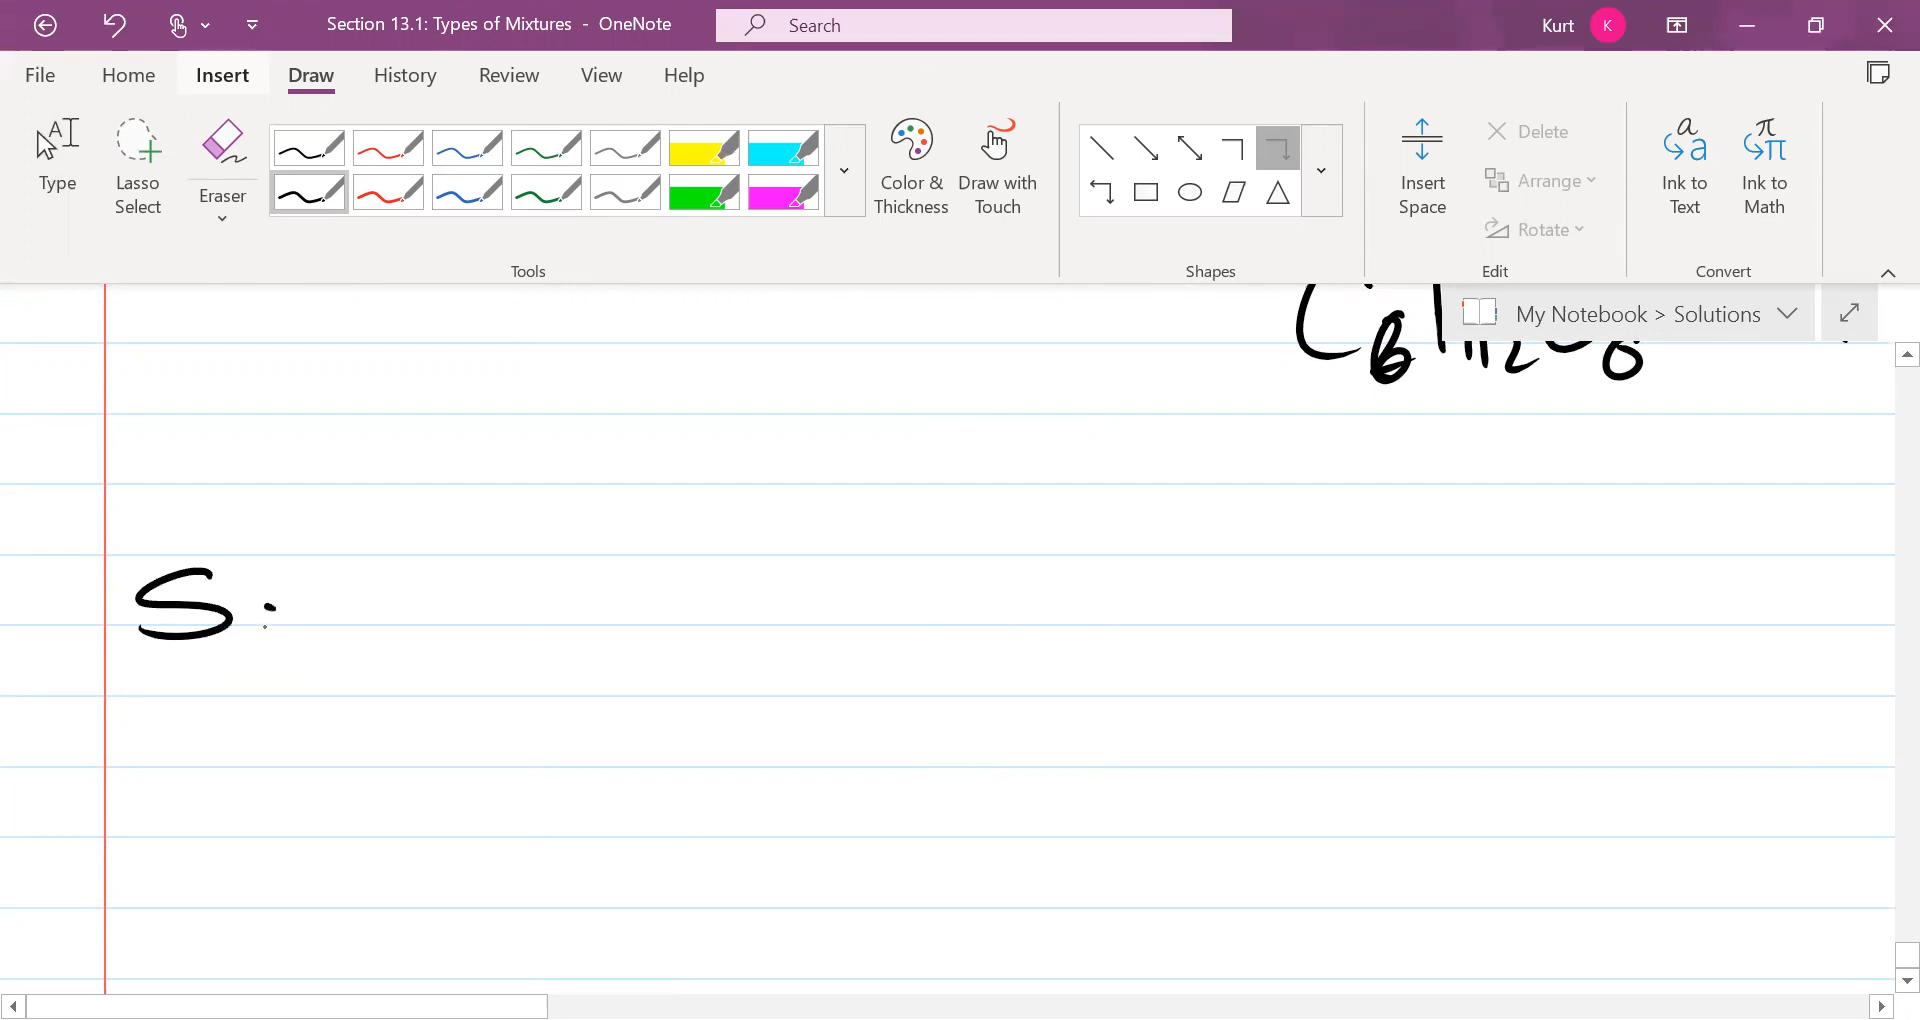 Section 13.1: Types of Mixtures - OneNote
Search
Kurt K
File Home Insert Draw History Review View Help
Type
Lasso Select
Eraser
Color & Thickness
Draw with Touch
Insert Space
Delete
Arrange
Rotate
Ink to Text
Ink to Math
Tools Shapes Edit Convert
My Notebook > Solutions
S :